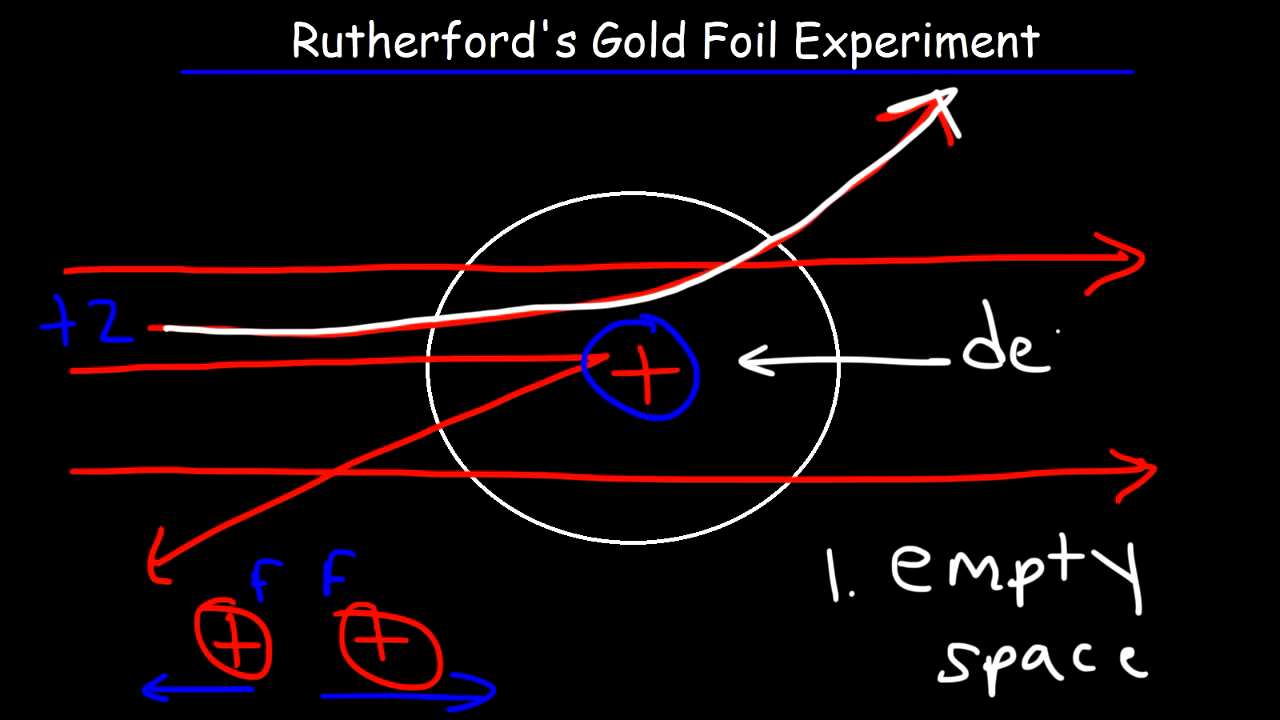 Rutherford's Gold Foil Experiment
+2
+
de
F F
+ +
1. empty
space